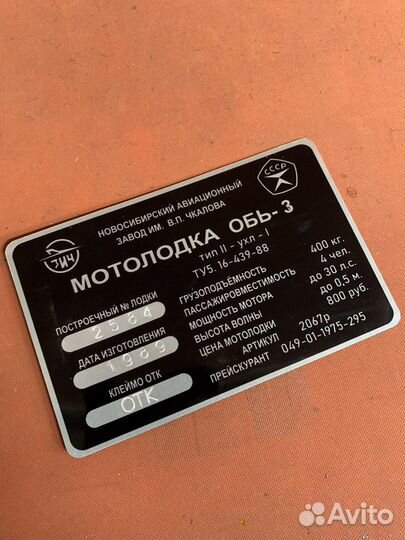 ЗИЧ
НОВОСИБИРСКИЙ АВИАЦИОННЫЙ
ЗАВОД ИМ. В.П. ЧКАЛОВА
СССР
МОТОЛОДКА ОБЬ-3
тип II - ухл - I
ТУ5. 16-439-88
ПОСТРОЕЧНЫЙ № ЛОДКИ
2584
ДАТА ИЗГОТОВЛЕНИЯ
1989
КЛЕЙМО ОТК
ОТК
ГРУЗОПОДЪЁМНОСТЬ 400 кг.
ПАССАЖИРОВМЕСТИМОСТЬ 4 чел.
МОЩНОСТЬ МОТОРА до 30 л.с.
ВЫСОТА ВОЛНЫ до 0.5 м.
ЦЕНА МОТОЛОДКИ 800 руб.
АРТИКУЛ 2067р
ПРЕЙСКУРАНТ 049-01-1975-295
Avito